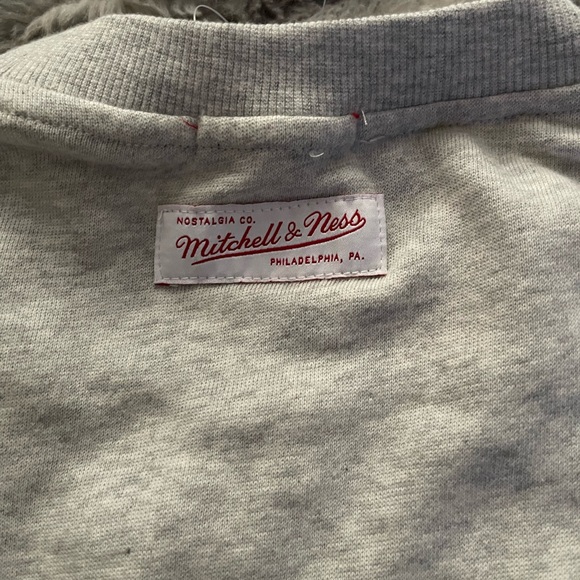 NOSTALGIA CO.
Mitchell & Ness
PHILADELPHIA, PA.